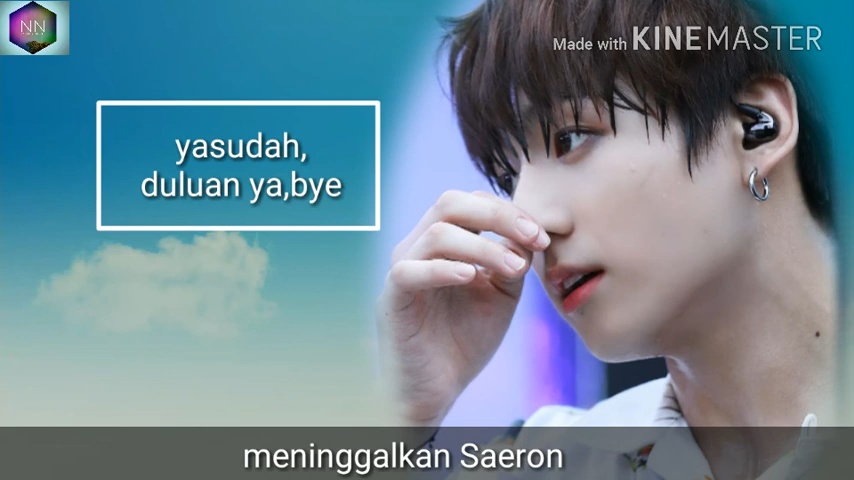 NN
Made with KINEMASTER
yasudah,
duluan ya,bye
meninggalkan Saeron